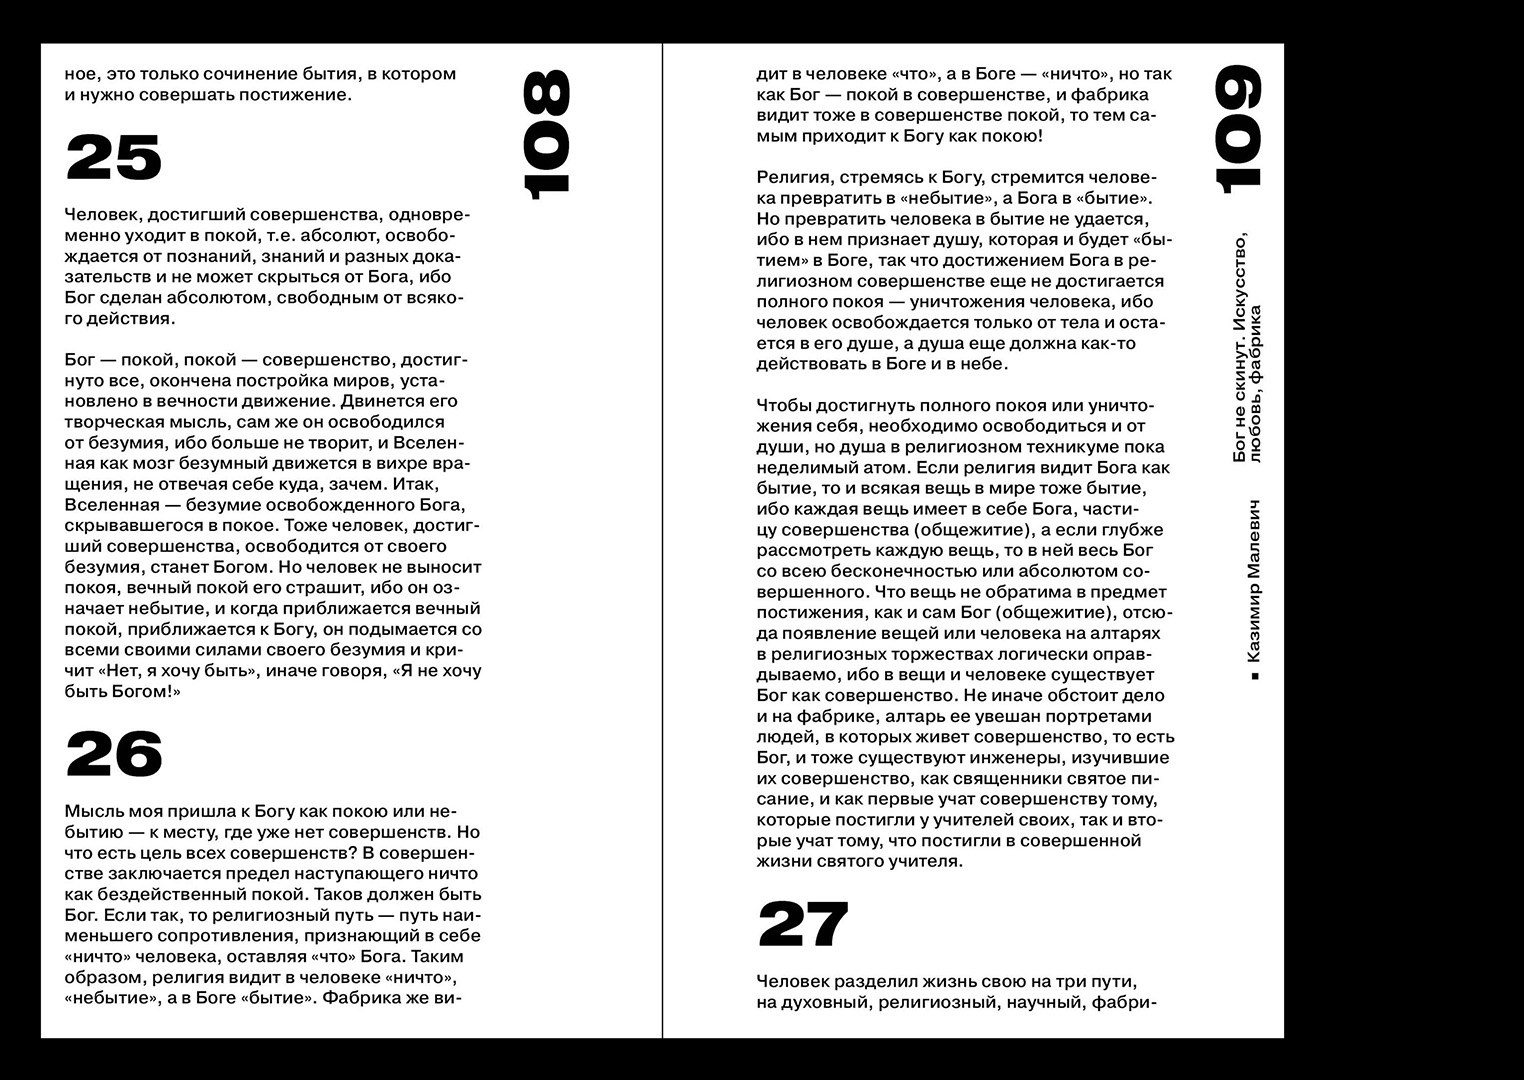 ное, это только сочинение бытия, в котором
и нужно совершать постижение.
25
Человек, достигший совершенства, одновре-
менно уходит в покой, т.е. абсолют, освобо-
ждается от познаний, знаний и разных дока-
зательств и не может скрыться от Бога, ибо
Бог сделан абсолютом, свободным от всяко-
го действия.
Бог — покой, покой — совершенство, достиг-
нуто все, окончена постройка миров, уста-
новлено в вечности движение. Двинется его
творческая мысль, сам же он освободился
от безумия, ибо больше не творит, и Вселен-
ная как мозг безумный движется в вихре вра-
щения, не отвечая себе куда, зачем. Итак,
Вселенная — безумие освобожденного Бога,
скрывавшегося в покое. Тоже человек, достиг-
ший совершенства, освободится от своего
безумия, станет Богом. Но человек не выносит
покоя, вечный покой его страшит, ибо он оз-
начает небытие, и когда приближается вечный
покой, приближается к Богу, он подымается со
всеми своими силами своего безумия и кри-
чит «Нет, я хочу быть», иначе говоря, «Я не хочу
быть Богом!»
26
Мысль моя пришла к Богу как покою или не-
бытию — к месту, где уже нет совершенств. Но
что есть цель всех совершенств? В совершен-
стве заключается предел наступающего ничто
как бездейственный покой. Таков должен быть
Бог. Если так, то религиозный путь — путь наи-
меньшего сопротивления, признающий в себе
«ничто» человека, оставляя «что» Бога. Таким
образом, религия видит в человеке «ничто»,
«небытие», а в Боге «бытие». Фабрика же ви-
108
дит в человеке «что», а в Боге — «ничто», но так
как Бог — покой в совершенстве, и фабрика
видит тоже в совершенстве покой, то тем са-
мым приходит к Богу как покою!
Религия, стремясь к Богу, стремится челове-
ка превратить в «небытие», а Бога в «бытие».
Но превратить человека в бытие не удается,
ибо в нем признает душу, которая и будет «бы-
тием» в Боге, так что достижением Бога в ре-
лигиозном совершенстве еще не достигается
полного покоя — уничтожения человека, ибо
человек освобождается только от тела и оста-
ется в его душе, а душа еще должна как-то
действовать в Боге и в небе.
Чтобы достигнуть полного покоя или уничто-
жения себя, необходимо освободиться и от
души, но душа в религиозном техникуме пока
неделимый атом. Если религия видит Бога как
бытие, то и всякая вещь в мире тоже бытие,
ибо каждая вещь имеет в себе Бога, части-
цу совершенства (общежитие), а если глубже
рассмотреть каждую вещь, то в ней весь Бог
со всею бесконечностью или абсолютом со-
вершенного. Что вещь не обратима в предмет
постижения, как и сам Бог (общежитие), отсю-
да появление вещей или человека на алтарях
в религиозных торжествах логически оправ-
дываемо, ибо в вещи и человеке существует
Бог как совершенство. Не иначе обстоит дело
и на фабрике, алтарь ее увешан портретами
людей, в которых живет совершенство, то есть
Бог, и тоже существуют инженеры, изучившие
их совершенство, как священники святое пи-
сание, и как первые учат совершенству тому,
которые постигли у учителей своих, так и вто-
рые учат тому, что постигли в совершенной
жизни святого учителя.
27
Человек разделил жизнь свою на три пути,
на духовный, религиозный, научный, фабри-
109
Бог не скинут. Искусство,
любовь, фабрика
▪ Казимир Малевич